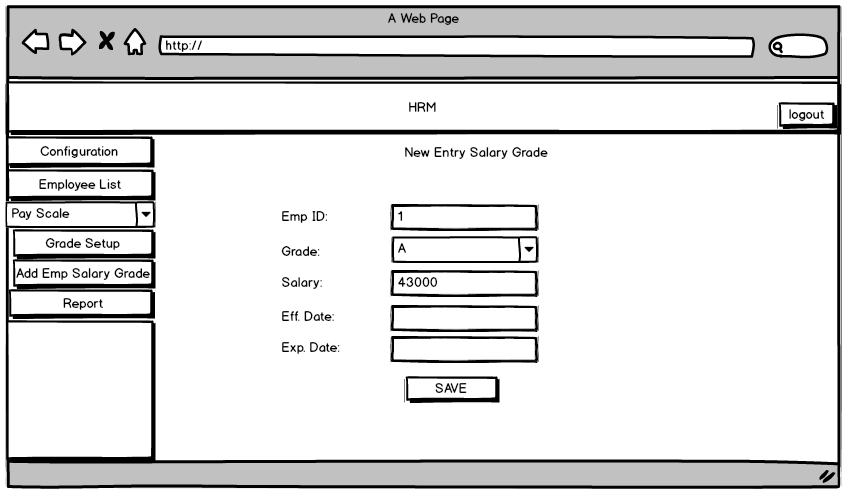 A Web Page
http://
HRM
logout
Configuration
Employee List
Pay Scale
Grade Setup
Add Emp Salary Grade
Report
New Entry Salary Grade
Emp ID: 1
Grade: A
Salary: 43000
Eff. Date:
Exp. Date:
SAVE